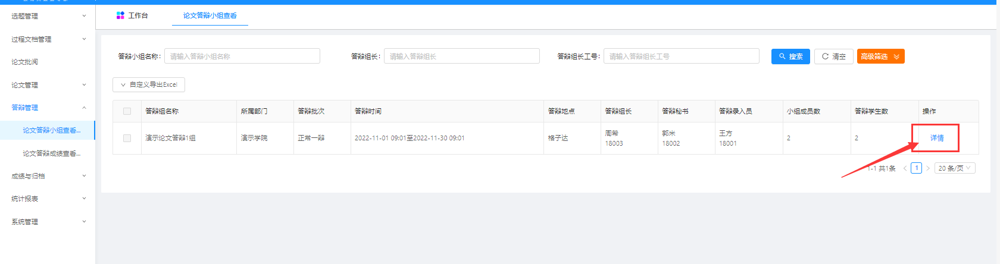 选题管理
过程文档管理
论文批阅
论文管理
答辩管理
论文答辩小组查看...
论文答辩成绩查看...
成绩与归档
统计报表
系统管理
工作台
论文答辩小组查看
答辩小组名称: 请输入答辩小组名称
答辩组长: 请输入答辩组长
答辩组长工号: 请输入答辩组长工号
搜索
清空
高级筛选
自定义导出Excel
答辩组名称 所属部门 答辩批次 答辩时间 答辩地点 答辩组长 答辩秘书 答辩录入员 小组成员数 答辩学生数 操作
演示论文答辩1组 演示学院 正常一辩 2022-11-01 09:01至2022-11-30 09:01 格子达 周希 18003 郭米 18002 王方 18001 2 2 详情
1-1 共1条 1 20 条/页